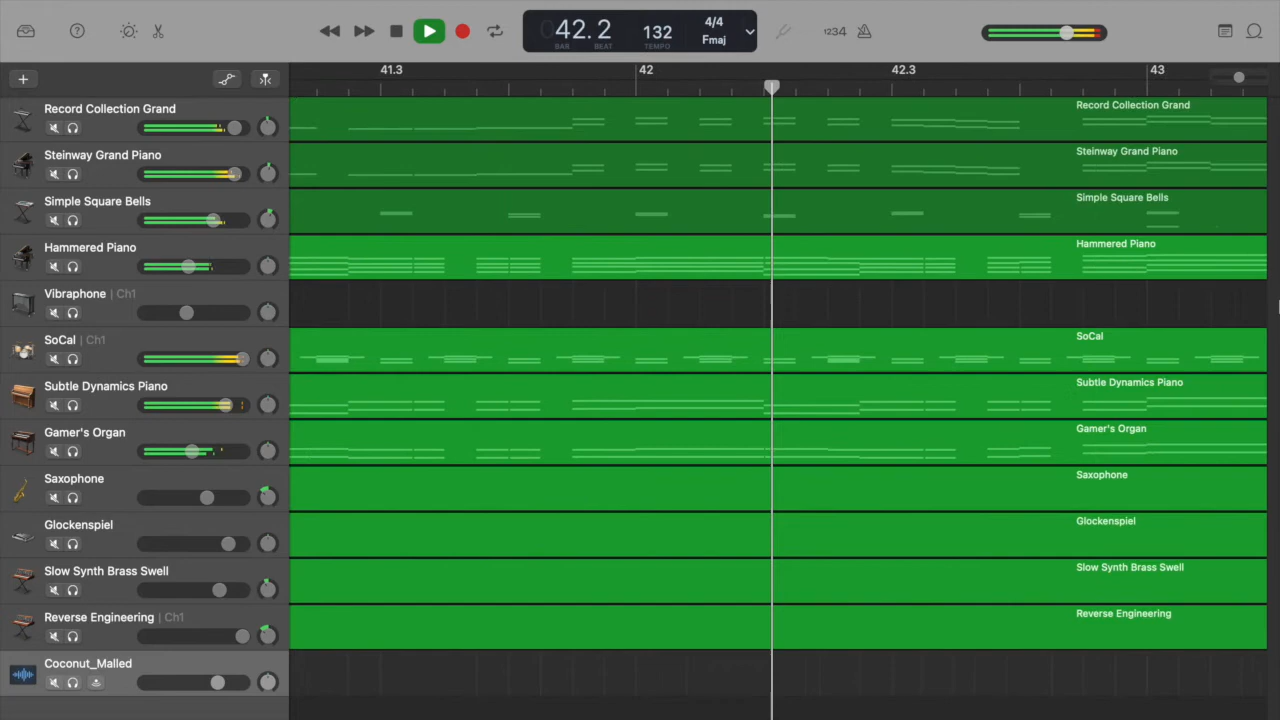 42.2
BAR
BEAT
132
TEMPO
4/4
Fmaj
1234
41.3
42
42.3
43
Record Collection Grand
Record Collection Grand
Steinway Grand Piano
Steinway Grand Piano
Simple Square Bells
Simple Square Bells
Hammered Piano
Hammered Piano
Vibraphone | Ch1
SoCal | Ch1
SoCal
Subtle Dynamics Piano
Subtle Dynamics Piano
Gamer's Organ
Gamer's Organ
Saxophone
Saxophone
Glockenspiel
Glockenspiel
Slow Synth Brass Swell
Slow Synth Brass Swell
Reverse Engineering | Ch1
Reverse Engineering
Coconut_Malled